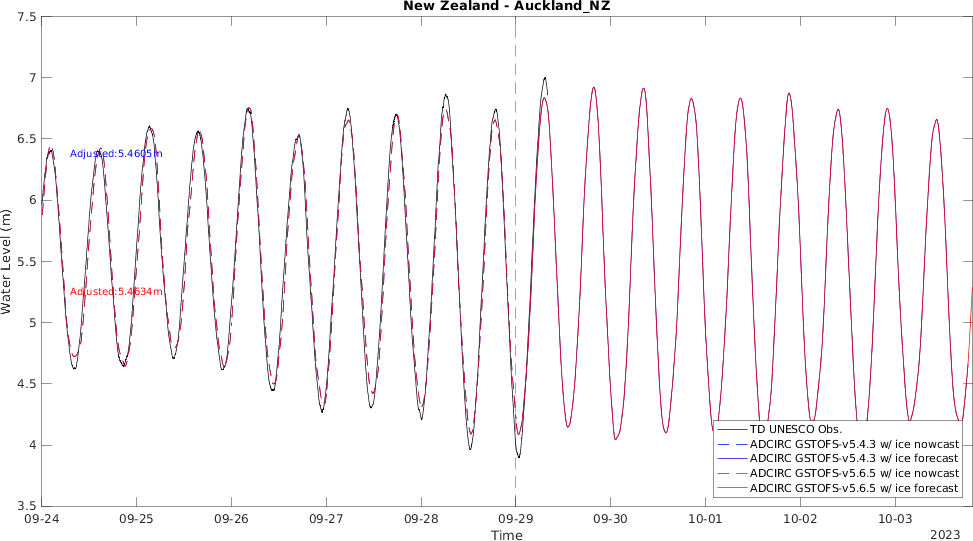 New Zealand - Auckland_NZ
7.5
7
6.5
6
5.5
5
4.5
4
3.5
Water Level (m)
Adjusted:5.4605m
Adjusted:5.4634m
TD UNESCO Obs.
ADCIRC GSTOFS-v5.4.3 w/ ice nowcast
ADCIRC GSTOFS-v5.4.3 w/ ice forecast
ADCIRC GSTOFS-v5.6.5 w/ ice nowcast
ADCIRC GSTOFS-v5.6.5 w/ ice forecast
09-24 09-25 09-26 09-27 09-28 09-29 09-30 10-01 10-02 10-03
Time
2023